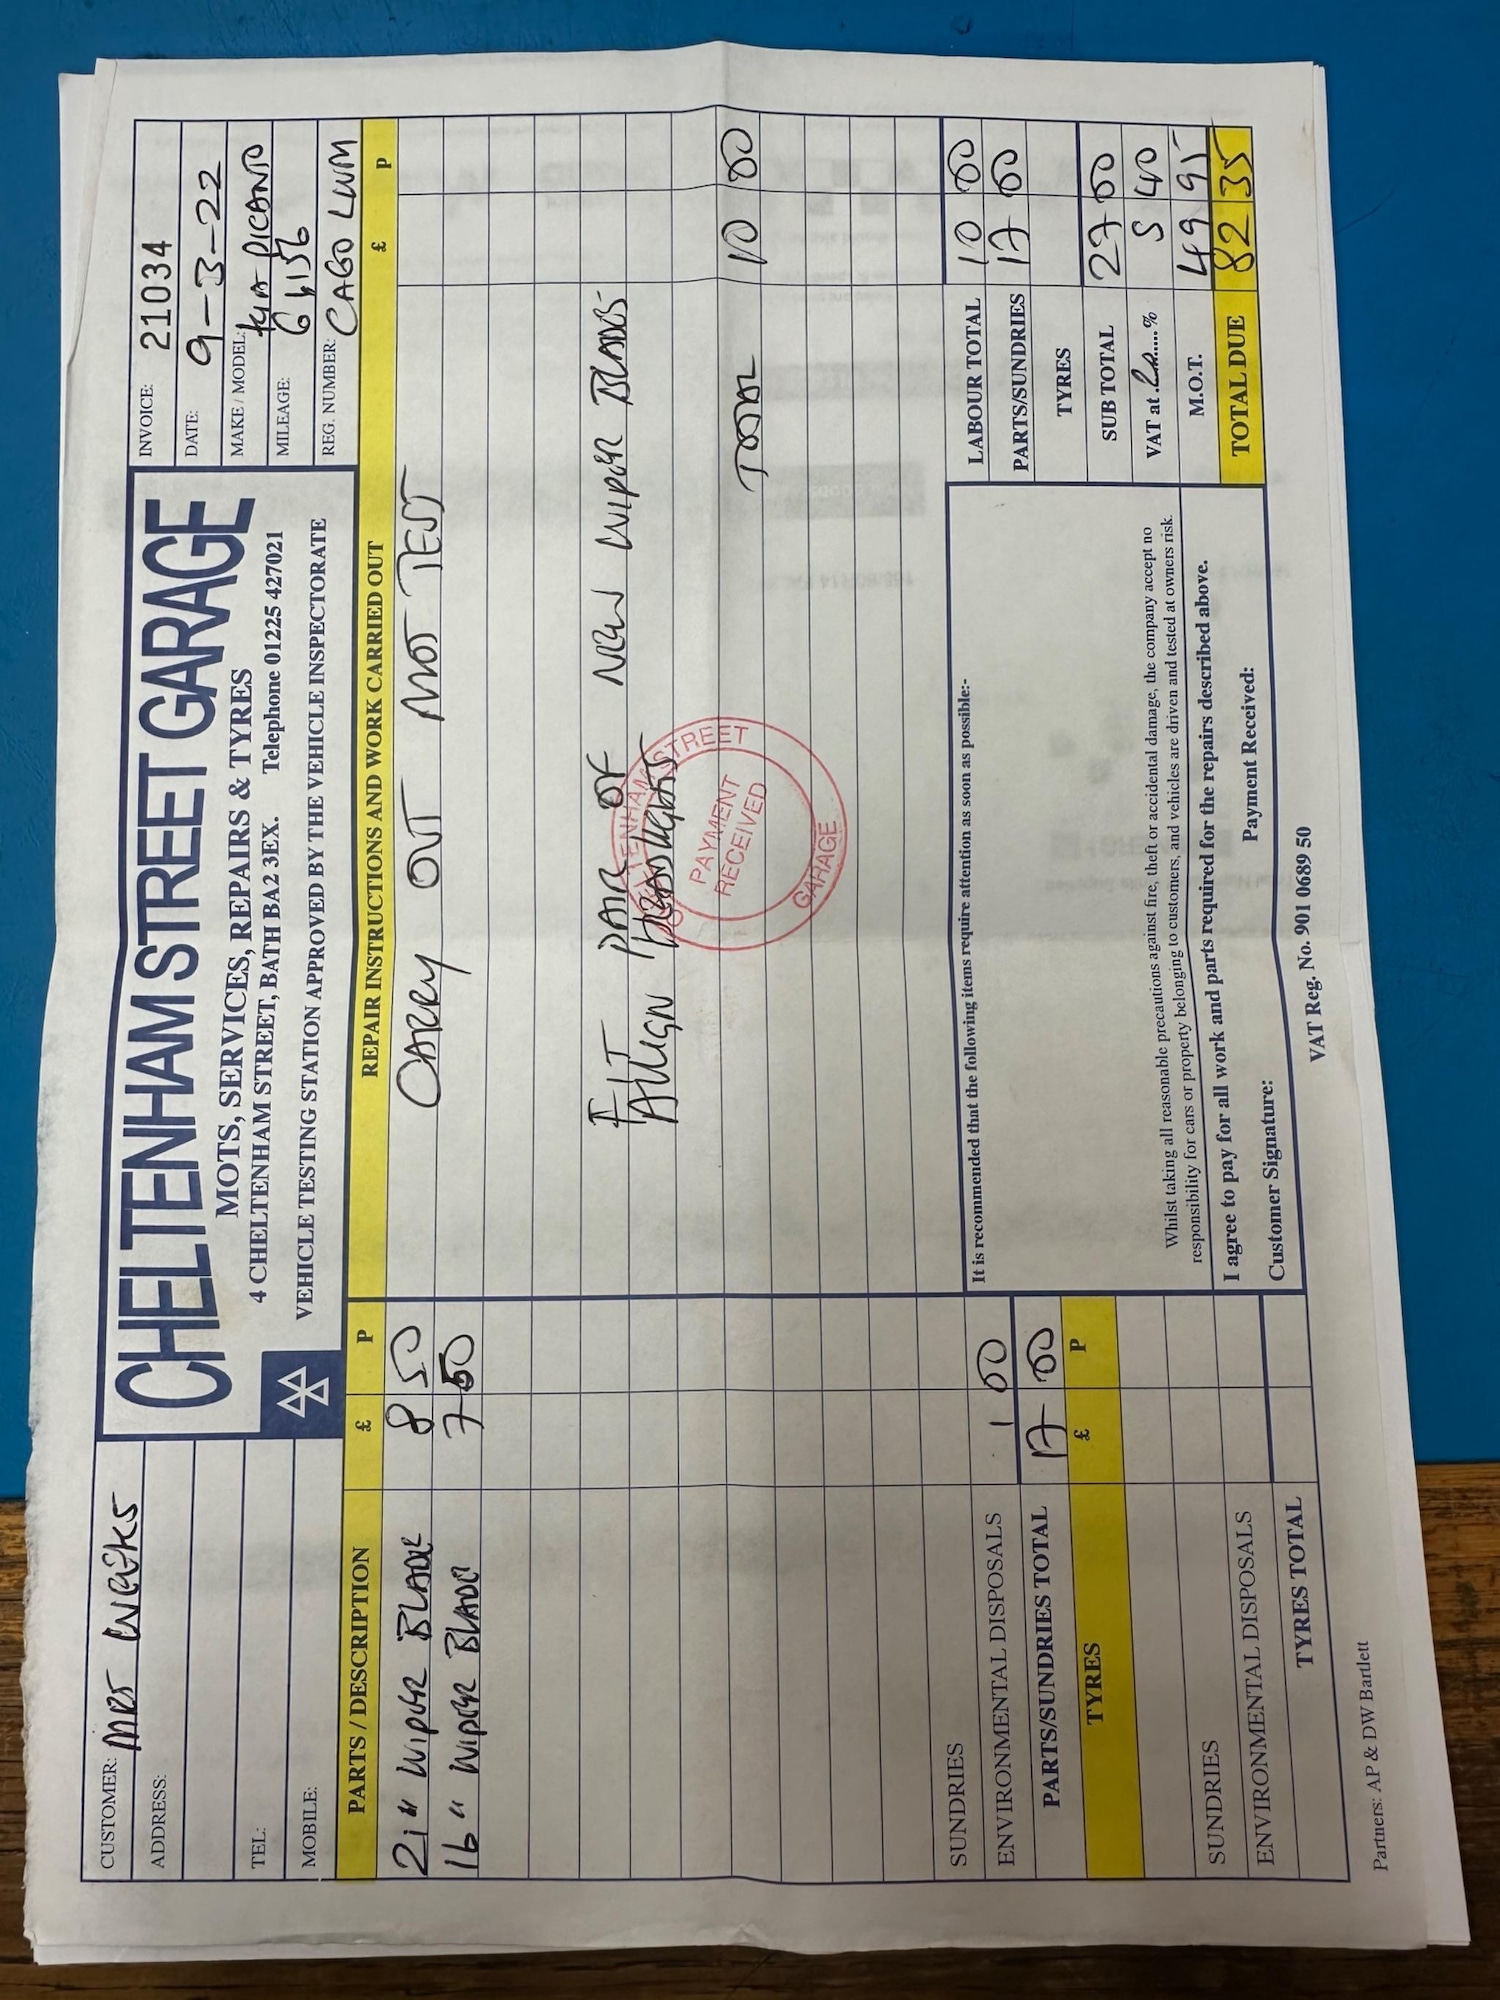 CUSTOMER: MRS WEEKS
ADDRESS:
TEL:
MOBILE:
CHELTENHAM STREET GARAGE
MOTS, SERVICES, REPAIRS & TYRES
4 CHELTENHAM STREET, BATH BA2 3EX. Telephone 01225 427021
VEHICLE TESTING STATION APPROVED BY THE VEHICLE INSPECTORATE
INVOICE: 21034
DATE: 9-3-22
MAKE / MODEL: KIA PICANTO
MILEAGE:
REG. NUMBER:
PARTS / DESCRIPTION £ P
21" WIPER BLADE 8 50
16" WIPER BLADE 7 50
SUNDRIES
ENVIRONMENTAL DISPOSALS 1 00
PARTS/SUNDRIES TOTAL 17 00
TYRES £ P
SUNDRIES
ENVIRONMENTAL DISPOSALS
TYRES TOTAL
REPAIR INSTRUCTIONS AND WORK CARRIED OUT £ P
CARRY OUT MOT TEST
FIT PAIR OF NEW WIPER BLADES
ALIGN HEADLIGHTS
TOTAL 10 00
CHELTENHAM STREET
PAYMENT
RECEIVED
GARAGE
It is recommended that the following items require attention as soon as possible:-
Whilst taking all reasonable precautions against fire, theft or accidental damage, the company accept no
responsibility for cars or property belonging to customers, and vehicles are driven and tested at owners risk.
I agree to pay for all work and parts required for the repairs described above.
Customer Signature: Payment Received:
LABOUR TOTAL 10 00
PARTS/SUNDRIES 17 00
TYRES
SUB TOTAL 27 00
VAT at 20 % 5 40
M.O.T. 49 95
TOTAL DUE 82 35
VAT Reg. No. 901 0689 50
Partners: AP & DW Bartlett